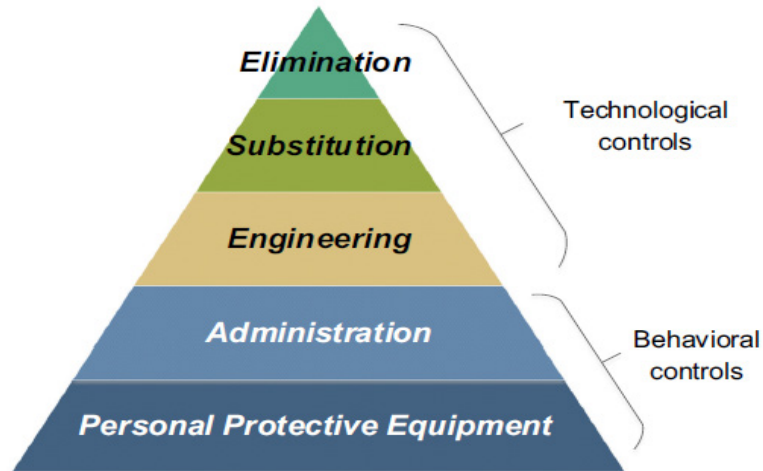 Elimination
Substitution
Engineering
Administration
Personal Protective Equipment
Technological
controls
Behavioral
controls